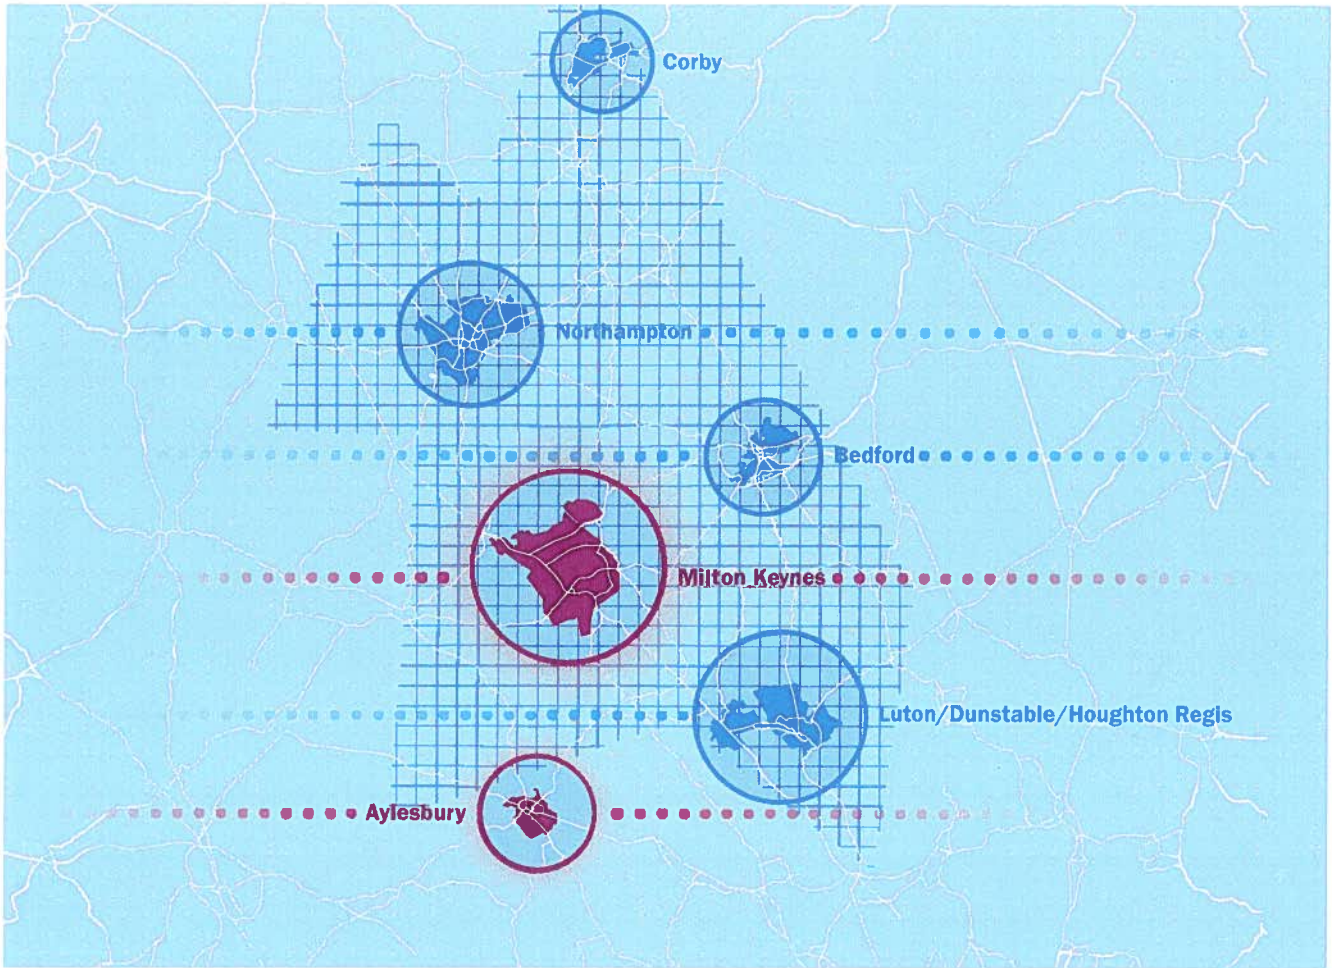 Corby
Northampton
Bedford
Milton Keynes
Luton/Dunstable/Houghton Regis
Aylesbury